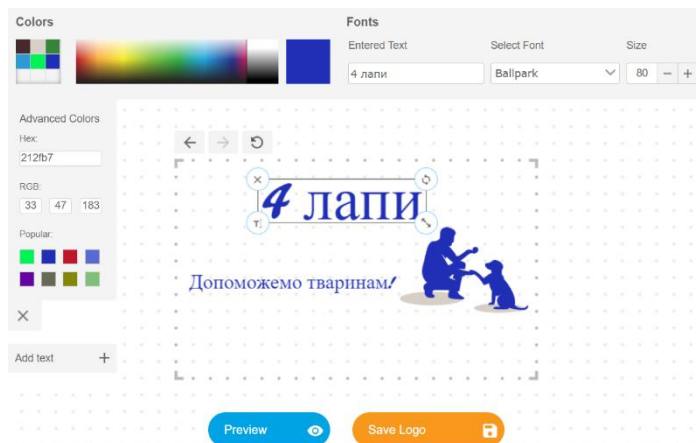 Colors
Fonts
Entered Text Select Font Size
4 лапи Ballpark 80 − +
Advanced Colors
Hex:
212fb7
RGB:
33 47 183
Popular:
4 лапи
T
Допоможемо тваринам!
Add text +
Preview
Save Logo